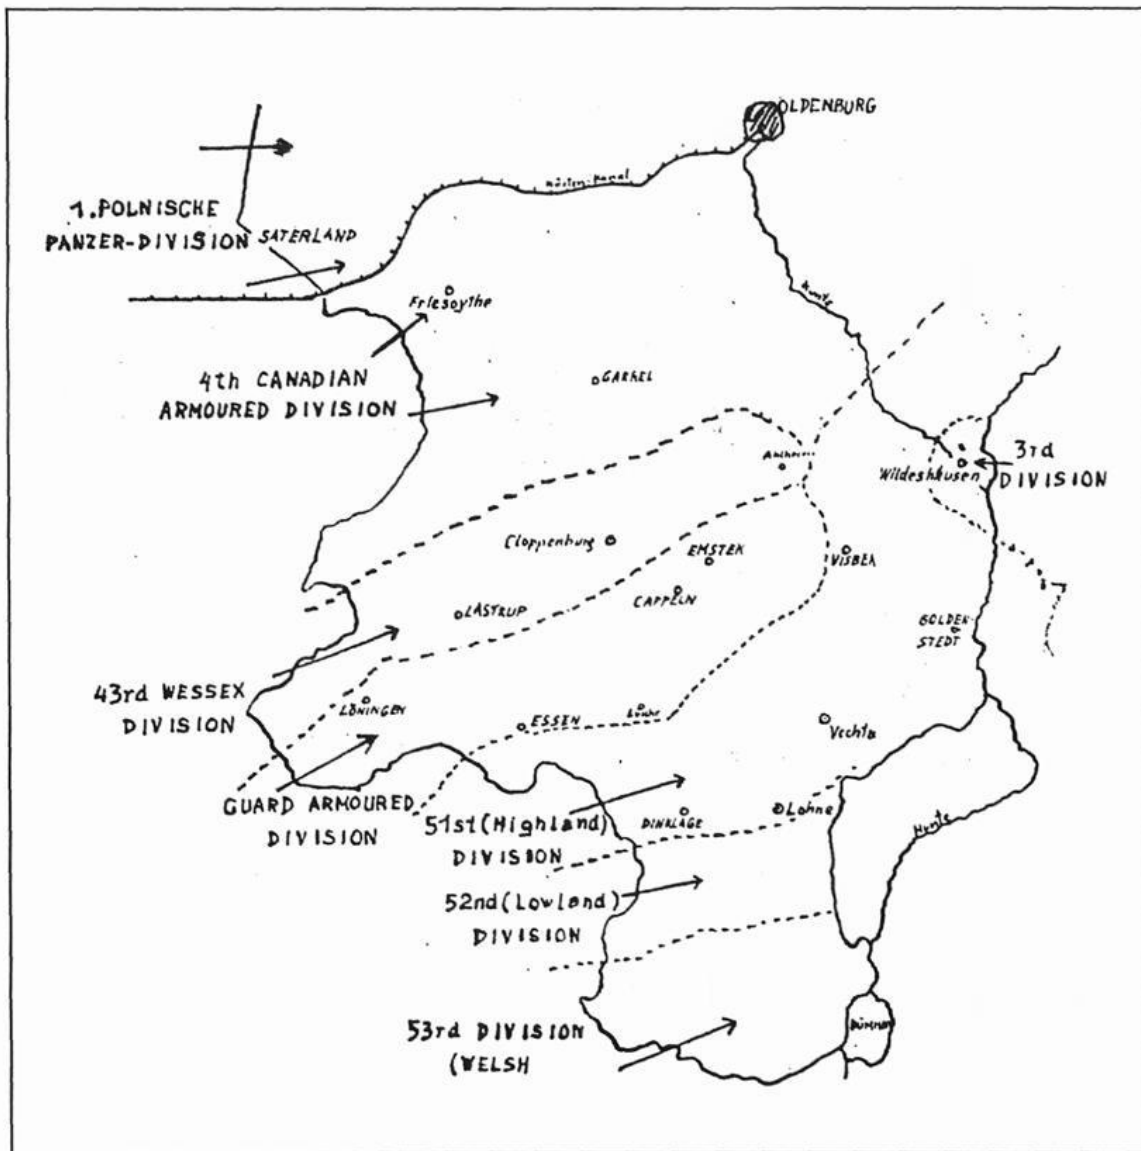 OLDENBURG
Küsten-Kanal
1. POLNISCHE
PANZER-DIVISION
SATERLAND
Hunte
Friesoythe
4th CANADIAN
ARMOURED DIVISION
GARREL
3rd
DIVISION
Wildeshausen
Cloppenburg
EMSTEK
VISBEK
CAPPELN
LASTRUP
GOLDEN-
STEDT
43rd WESSEX
DIVISION
LÖNINGEN
ESSEN
Vechta
GUARD ARMOURED
DIVISION
51st (Highland)
DIVISION
DINKLAGE
Lohne
Hunte
52nd (Lowland)
DIVISION
53rd DIVISION
(WELSH